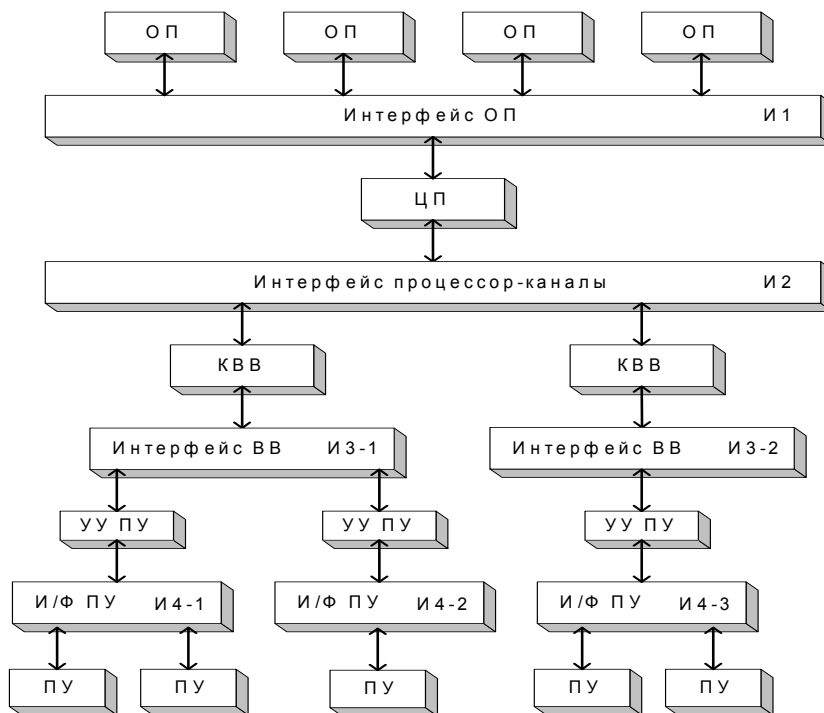 ОП ОП ОП ОП
Интерфейс ОП И1
ЦП
Интерфейс процессор-каналы И2
КВВ КВВ
Интерфейс ВВ И3-1 Интерфейс ВВ И3-2
УУ ПУ УУ ПУ УУ ПУ
И/Ф ПУ И4-1 И/Ф ПУ И4-2 И/Ф ПУ И4-3
ПУ ПУ ПУ ПУ ПУ